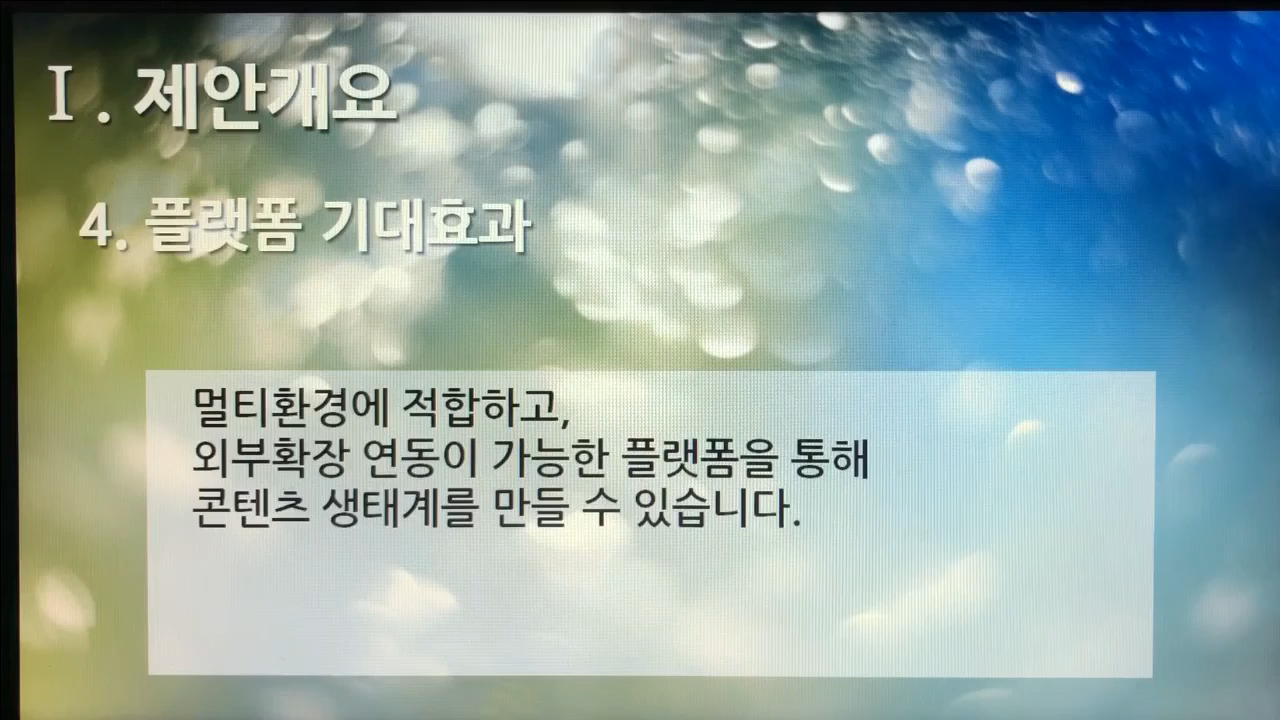 Ⅰ. 제안개요
4. 플랫폼 기대효과
멀티환경에 적합하고,
외부확장 연동이 가능한 플랫폼을 통해
콘텐츠 생태계를 만들 수 있습니다.